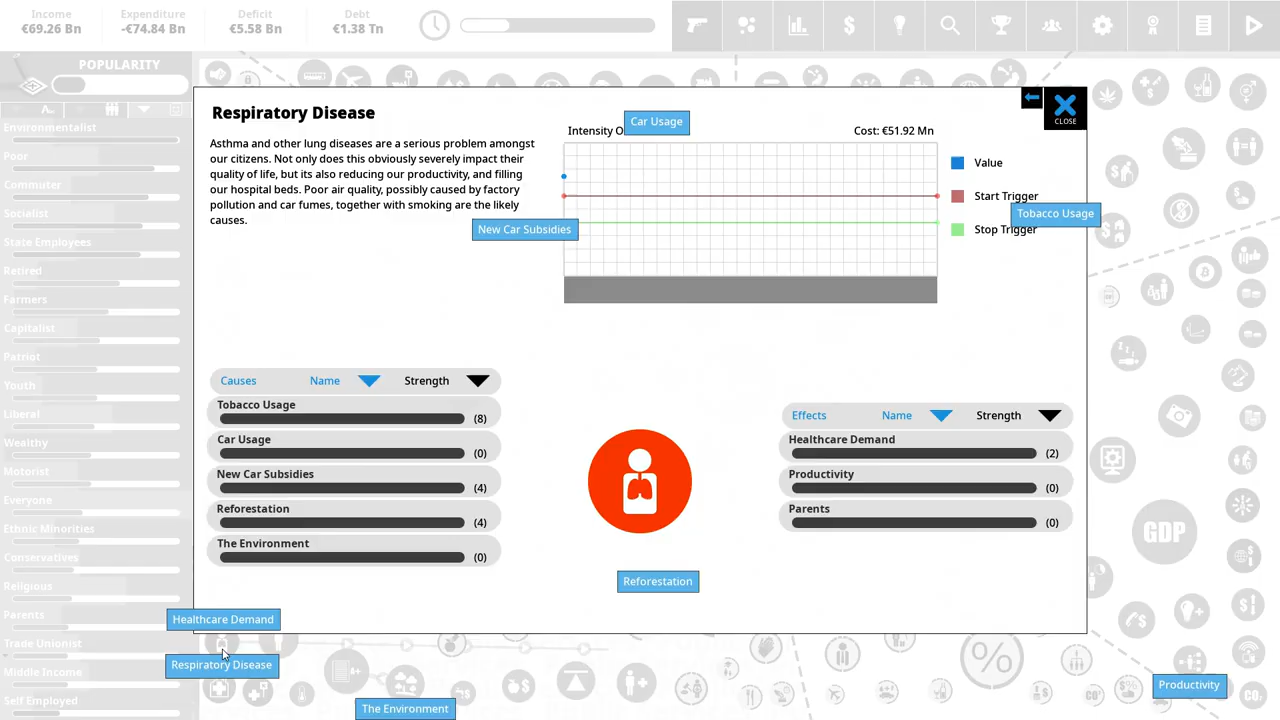 Income
Expenditure
Deficit
Debt
€69.26 Bn
-€74.84 Bn
€5.58 Bn
€1.38 Tn
POPULARITY
Environmentalist
Poor
Commuter
Socialist
State Employees
Retired
Farmers
Capitalist
Patriot
Youth
Liberal
Wealthy
Motorist
Everyone
Ethnic Minorities
Conservatives
Religious
Parents
Trade Unionist
Middle Income
Self Employed
Respiratory Disease
Asthma and other lung diseases are a serious problem amongst
our citizens. Not only does this obviously severely impact their
quality of life, but its also reducing our productivity, and filling
our hospital beds. Poor air quality, possibly caused by factory
pollution and car fumes, together with smoking are the likely
causes.
Car Usage
Intensity O
Cost: €51.92 Mn
CLOSE
Value
Start Trigger
Tobacco Usage
Stop Trigger
New Car Subsidies
Causes Name Strength
Tobacco Usage
(8)
Car Usage
(0)
New Car Subsidies
(4)
Reforestation
(4)
The Environment
(0)
Effects Name Strength
Healthcare Demand
(2)
Productivity
(0)
Parents
(0)
Reforestation
Healthcare Demand
Respiratory Disease
The Environment
Productivity
GDP